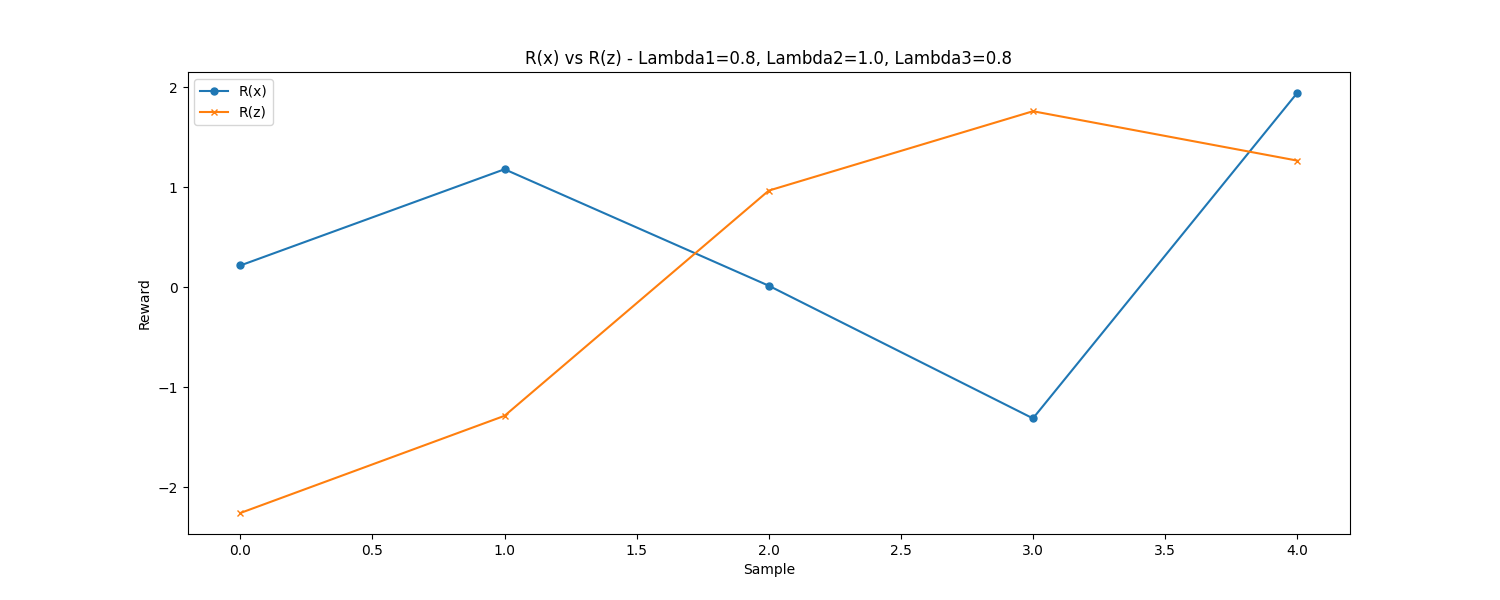 R(x) vs R(z) - Lambda1=0.8, Lambda2=1.0, Lambda3=0.8
R(x)
R(z)
2
1
0
−1
−2
Reward
0.0 0.5 1.0 1.5 2.0 2.5 3.0 3.5 4.0
Sample